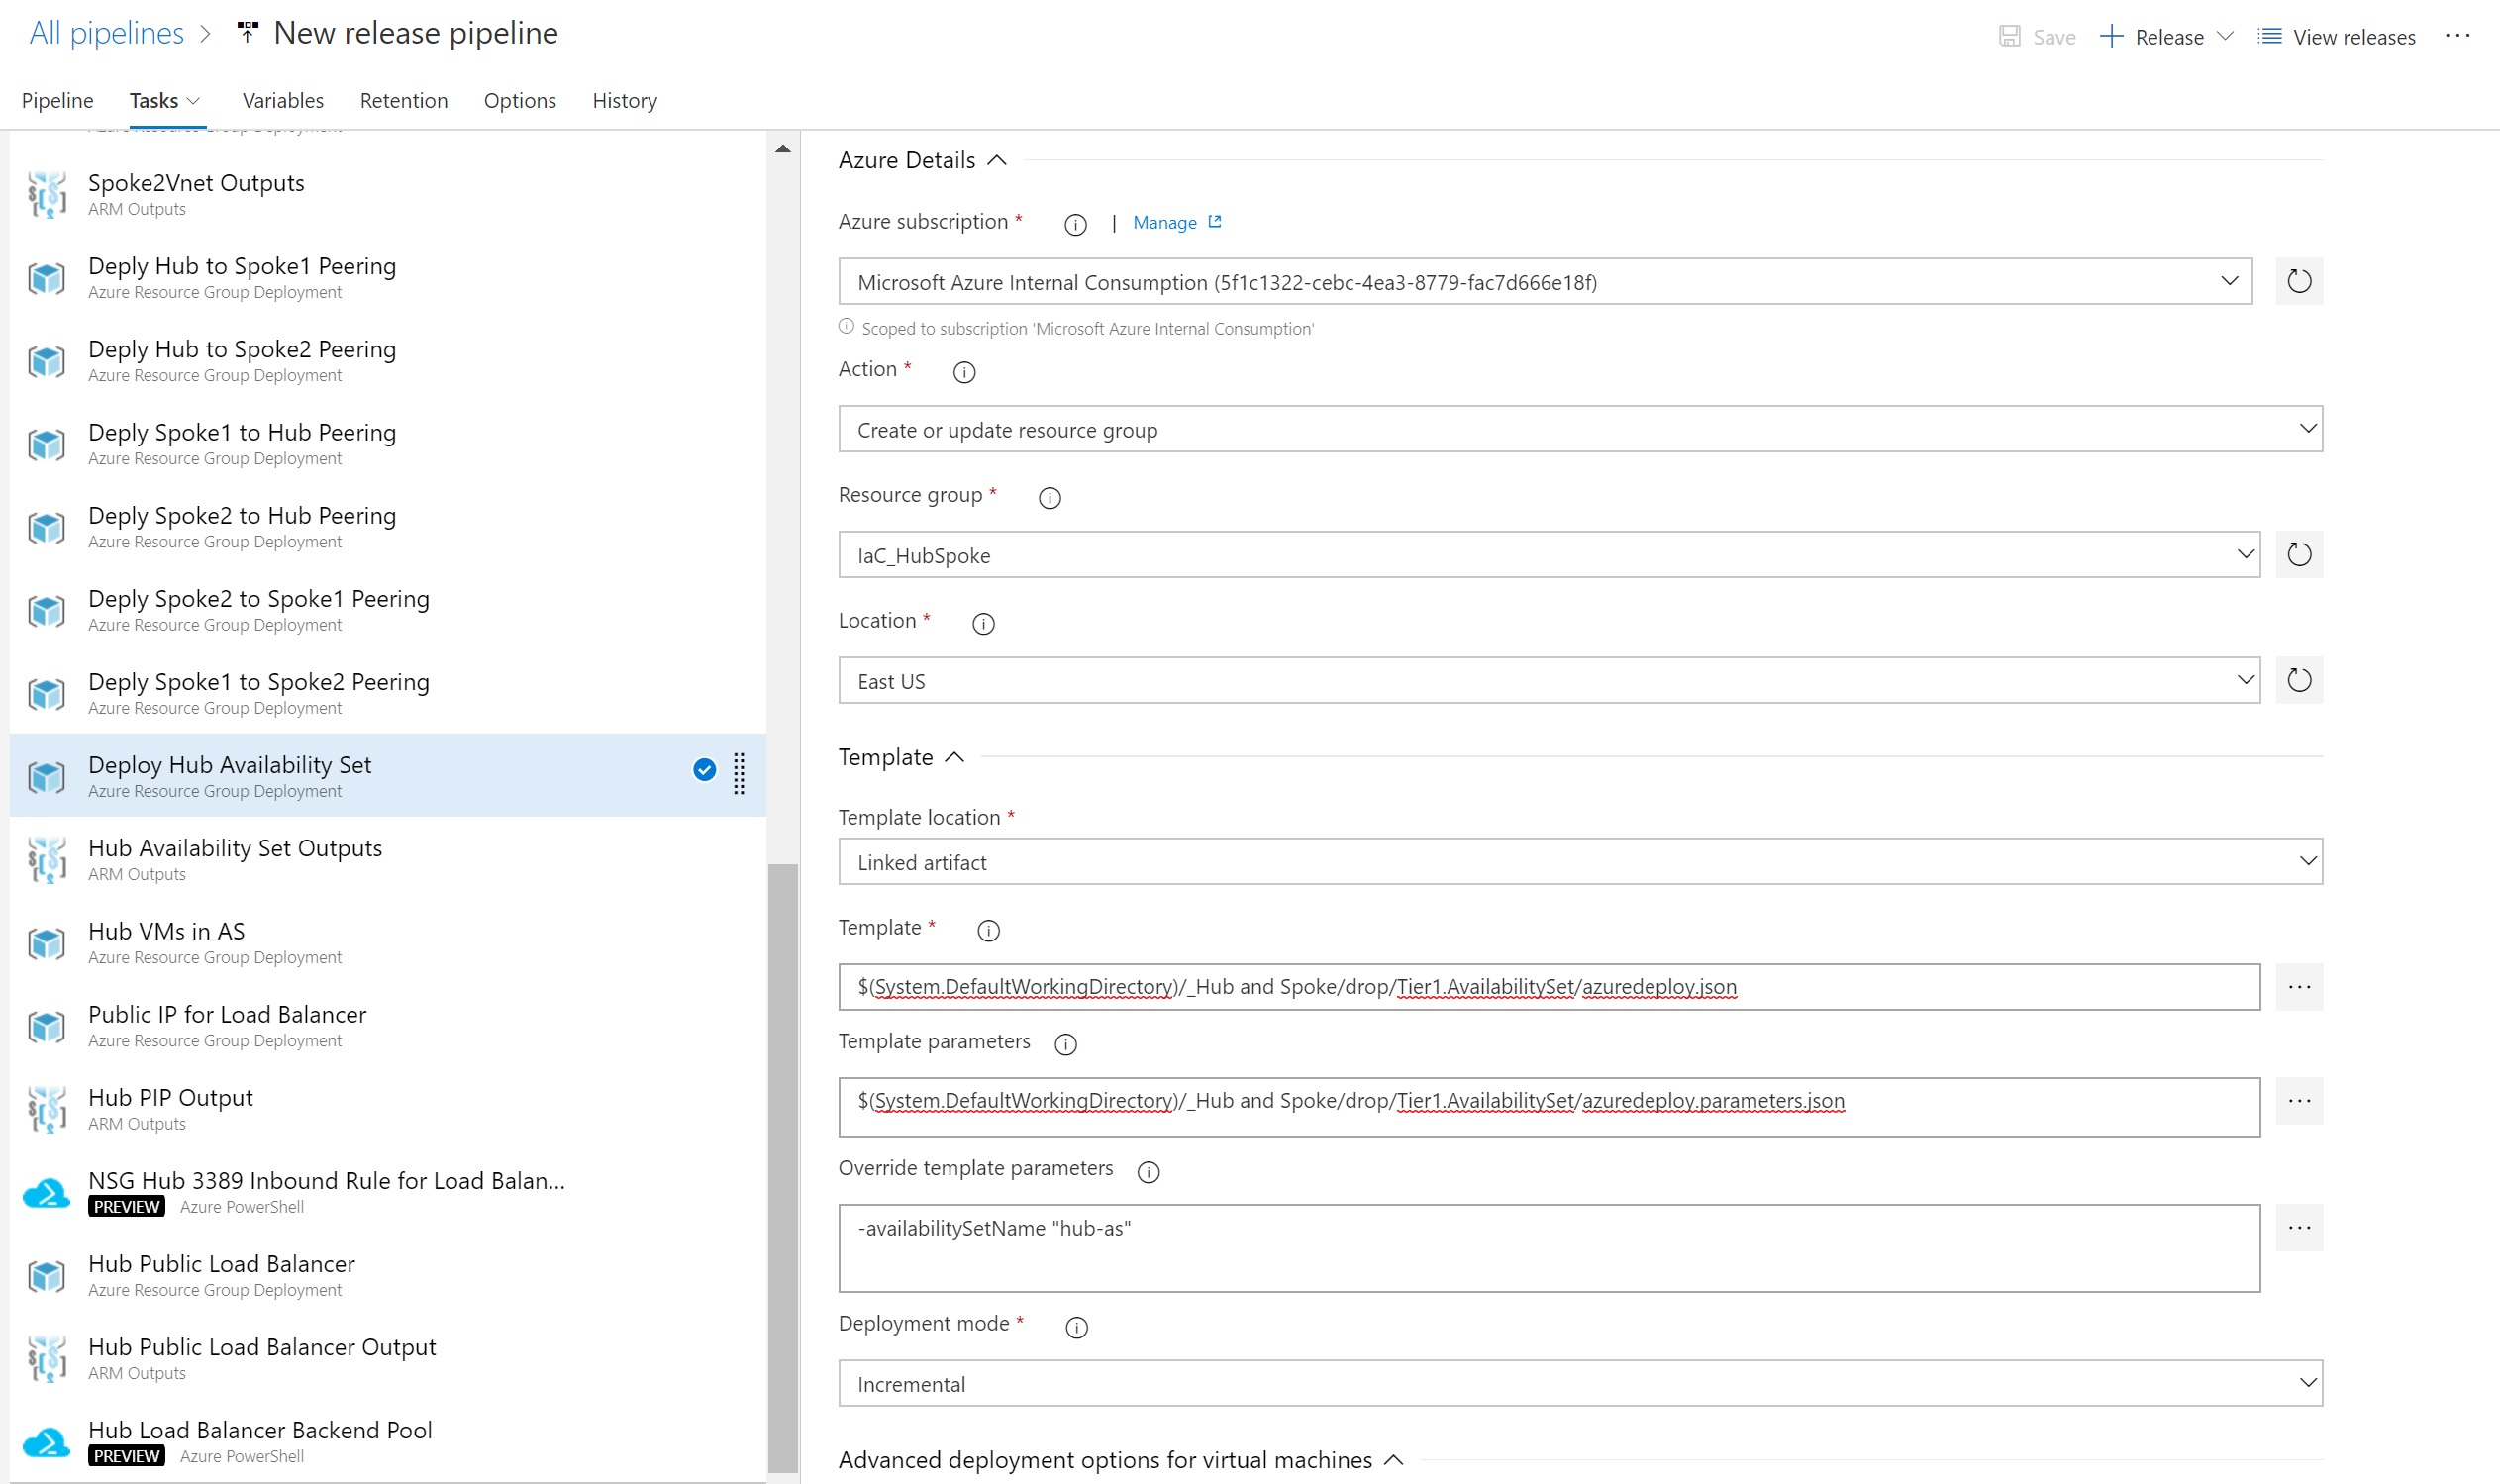 All pipelines > New release pipeline
Save + Release View releases ...
Pipeline Tasks Variables Retention Options History
Azure Resource Group Deployment
Spoke2Vnet Outputs
ARM Outputs
Deply Hub to Spoke1 Peering
Azure Resource Group Deployment
Deply Hub to Spoke2 Peering
Azure Resource Group Deployment
Deply Spoke1 to Hub Peering
Azure Resource Group Deployment
Deply Spoke2 to Hub Peering
Azure Resource Group Deployment
Deply Spoke2 to Spoke1 Peering
Azure Resource Group Deployment
Deply Spoke1 to Spoke2 Peering
Azure Resource Group Deployment
Deploy Hub Availability Set
Azure Resource Group Deployment
Hub Availability Set Outputs
ARM Outputs
Hub VMs in AS
Azure Resource Group Deployment
Public IP for Load Balancer
Azure Resource Group Deployment
Hub PIP Output
ARM Outputs
NSG Hub 3389 Inbound Rule for Load Balan...
PREVIEW Azure PowerShell
Hub Public Load Balancer
Azure Resource Group Deployment
Hub Public Load Balancer Output
ARM Outputs
Hub Load Balancer Backend Pool
PREVIEW Azure PowerShell
Azure Details
Azure subscription * | Manage
Microsoft Azure Internal Consumption (5f1c1322-cebc-4ea3-8779-fac7d666e18f)
Scoped to subscription 'Microsoft Azure Internal Consumption'
Action *
Create or update resource group
Resource group *
IaC_HubSpoke
Location *
East US
Template
Template location *
Linked artifact
Template *
$(System.DefaultWorkingDirectory)/_Hub and Spoke/drop/Tier1.AvailabilitySet/azuredeploy.json
Template parameters
$(System.DefaultWorkingDirectory)/_Hub and Spoke/drop/Tier1.AvailabilitySet/azuredeploy.parameters.json
Override template parameters
-availabilitySetName "hub-as"
Deployment mode *
Incremental
Advanced deployment options for virtual machines